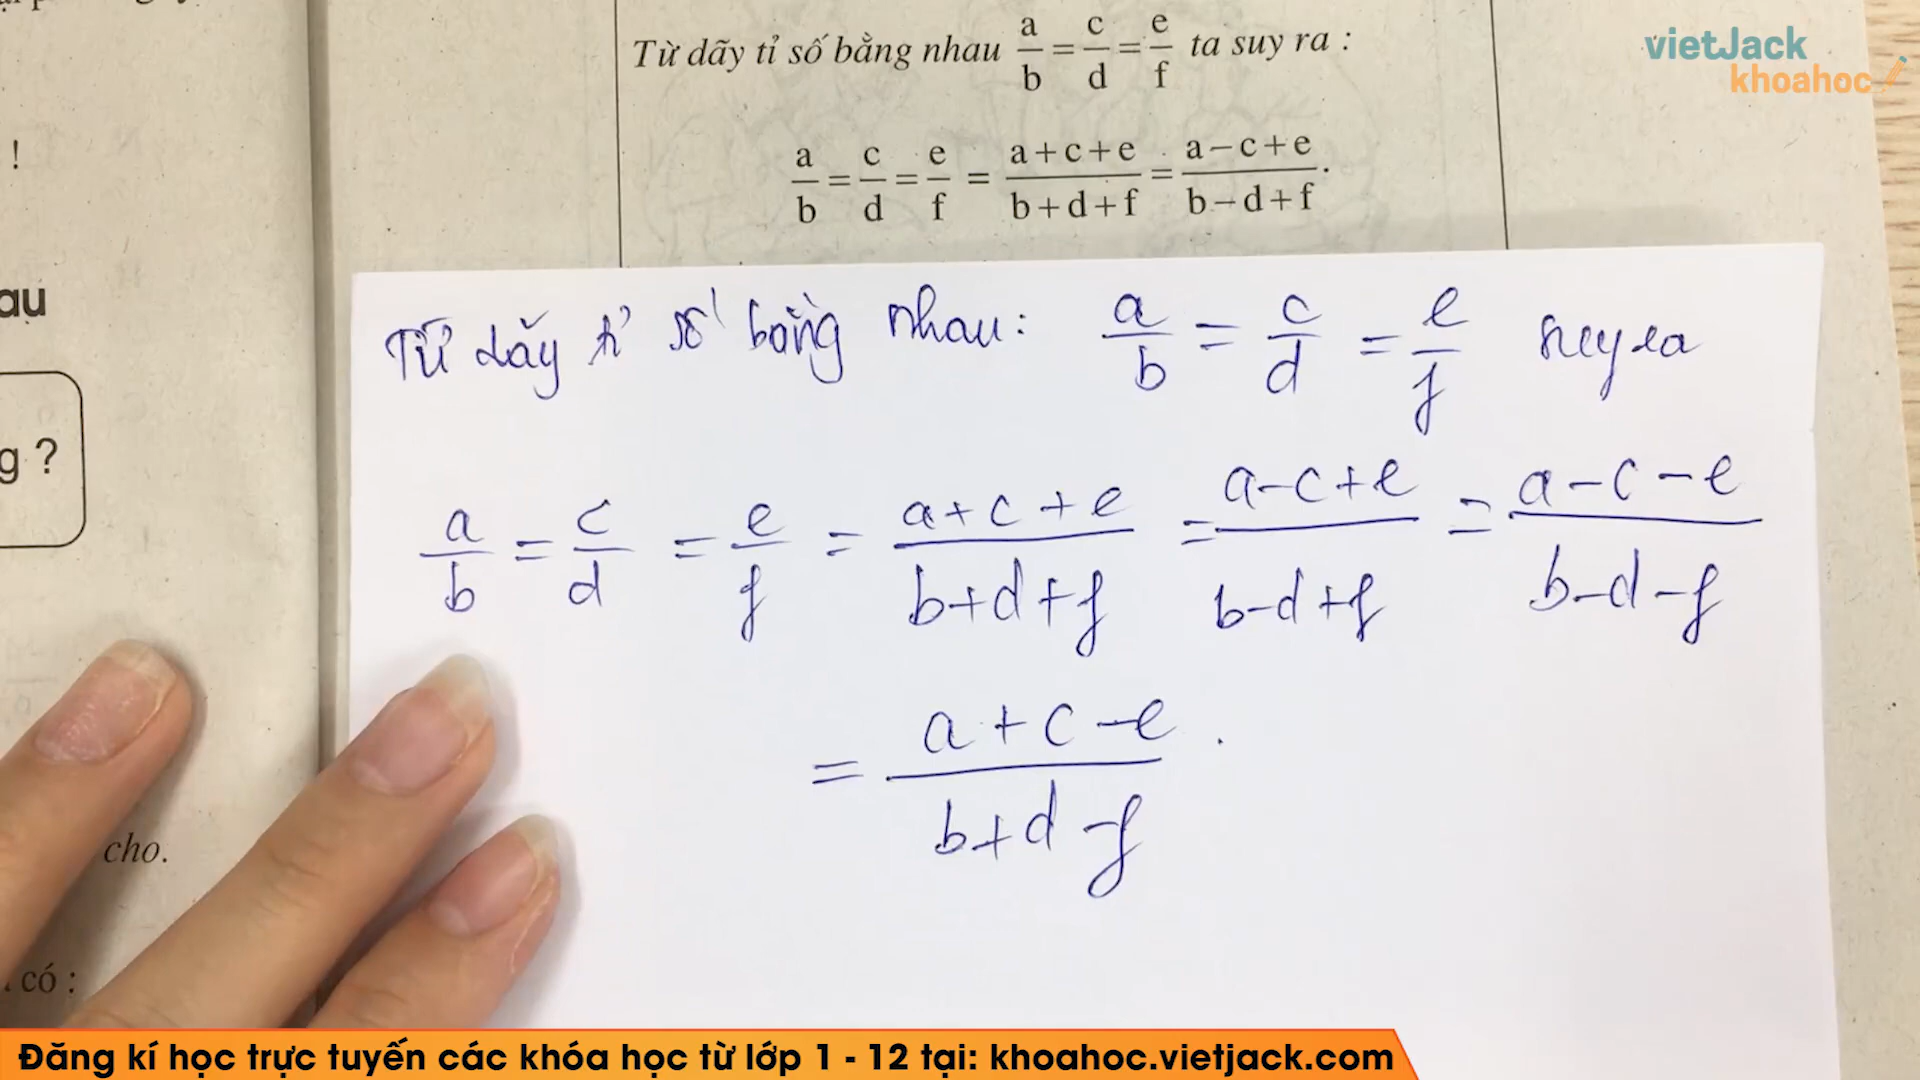 vietJack
khoahoc
Từ dãy tỉ số bằng nhau a/b = c/d = e/f ta suy ra :
a/b = c/d = e/f = (a+c+e)/(b+d+f) = (a−c+e)/(b−d+f).
!
au
g ?
cho.
có :
Từ dãy tỉ số bằng nhau: a/b = c/d = e/f suy ra
a/b = c/d = e/f = (a+c+e)/(b+d+f) = (a-c+e)/(b-d+f) = (a-c-e)/(b-d-f)
= (a+c-e)/(b+d-f) .
Đăng kí học trực tuyến các khóa học từ lớp 1 - 12 tại: khoahoc.vietjack.com